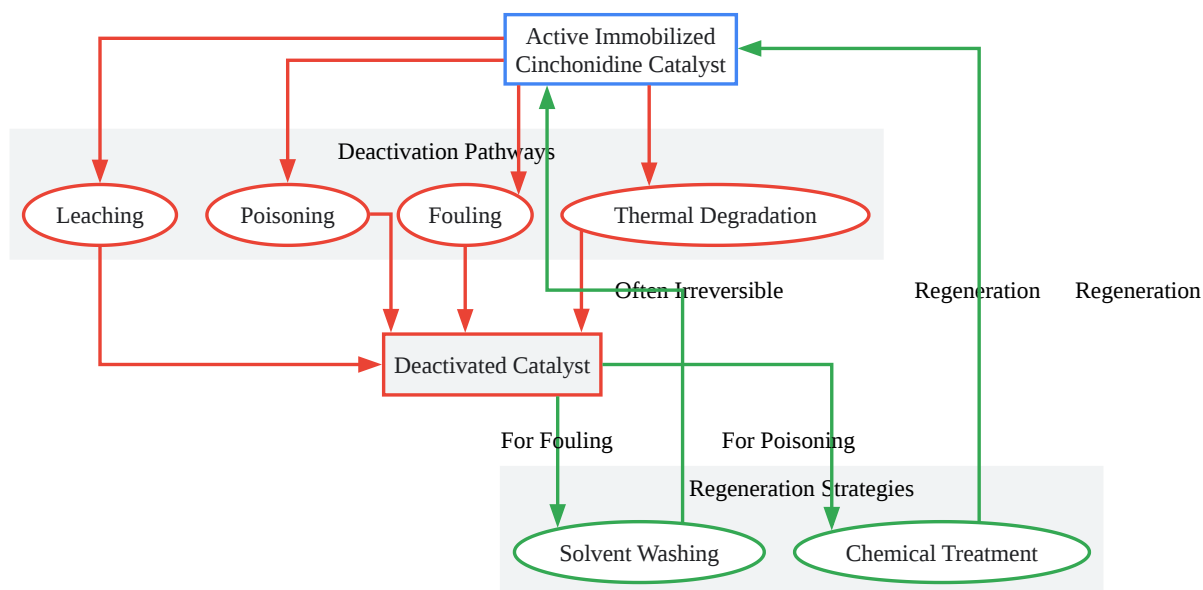 Active Immobilized
Cinchonidine Catalyst
Deactivation Pathways
Leaching
Poisoning
Fouling
Thermal Degradation
Often Irreversible
Regeneration
Regeneration
Deactivated Catalyst
For Fouling
For Poisoning
Regeneration Strategies
Solvent Washing
Chemical Treatment